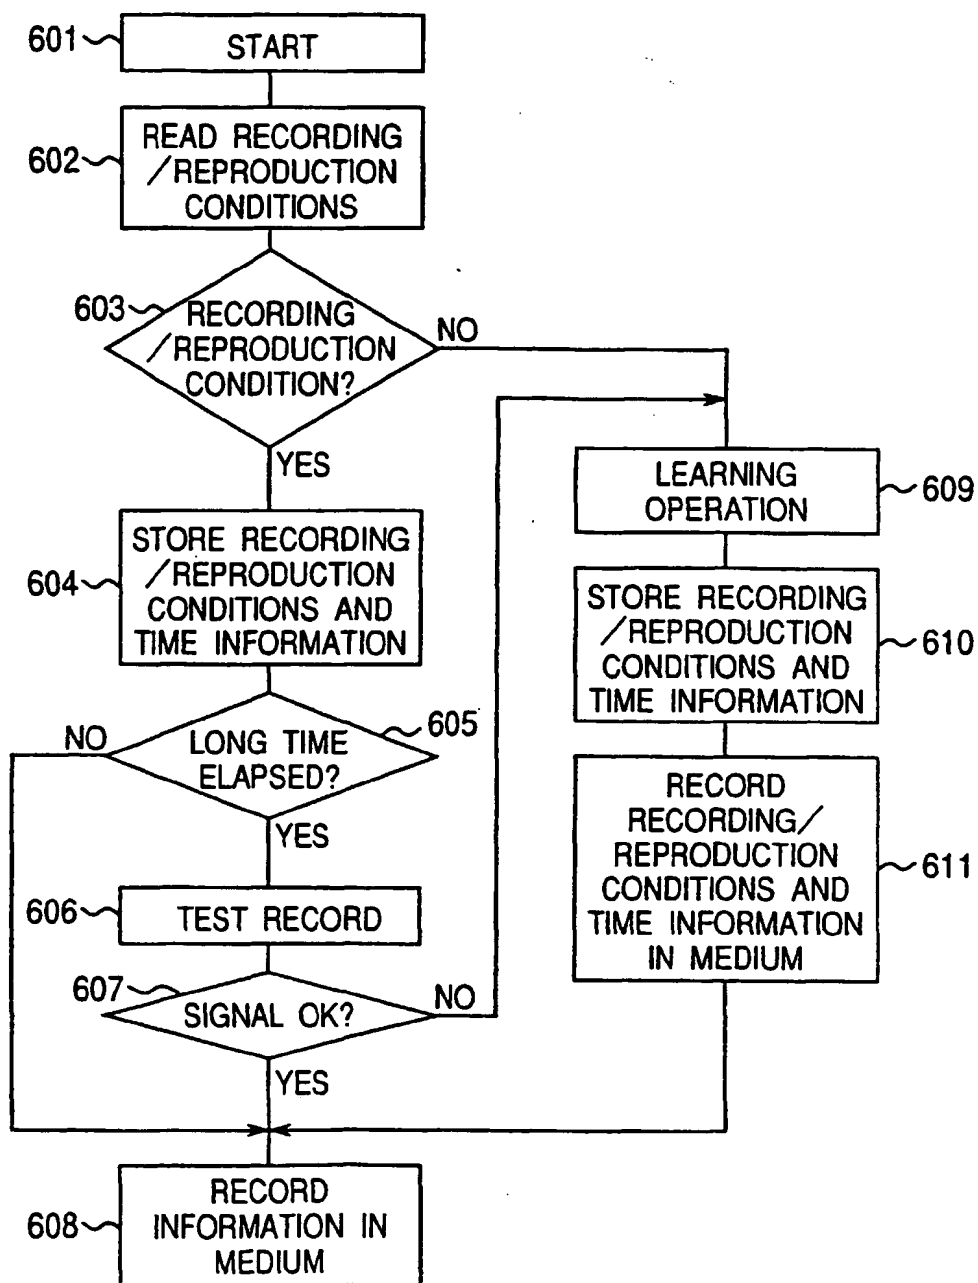 601
START
602
READ RECORDING
/REPRODUCTION
CONDITIONS
603
RECORDING
/REPRODUCTION
CONDITION?
NO
YES
604
STORE RECORDING
/REPRODUCTION
CONDITIONS AND
TIME INFORMATION
605
NO
LONG TIME
ELAPSED?
YES
606
TEST RECORD
607
SIGNAL OK?
NO
YES
608
RECORD
INFORMATION IN
MEDIUM
LEARNING
OPERATION
609
STORE RECORDING
/REPRODUCTION
CONDITIONS AND
TIME INFORMATION
610
RECORD
RECORDING/
REPRODUCTION
CONDITIONS AND
TIME INFORMATION
IN MEDIUM
611